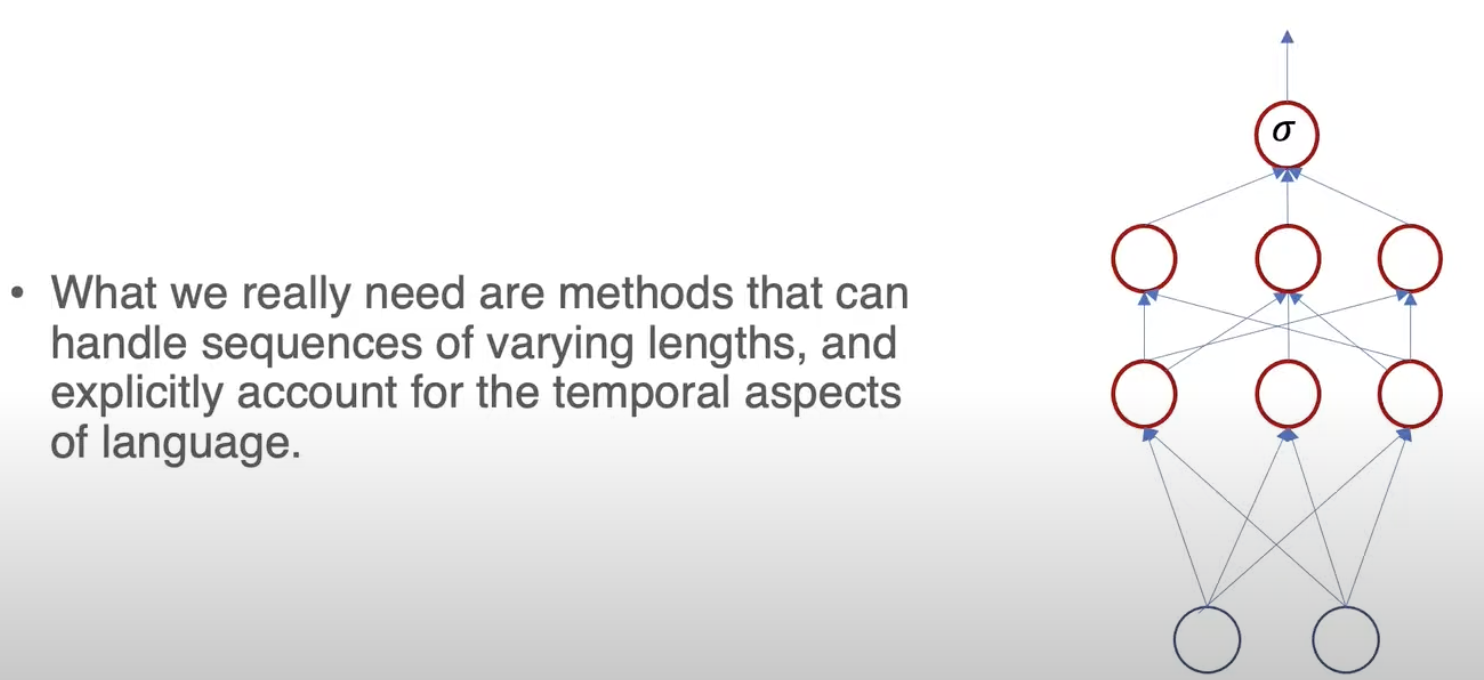 • What we really need are methods that can
handle sequences of varying lengths, and
explicitly account for the temporal aspects
of language.
σ